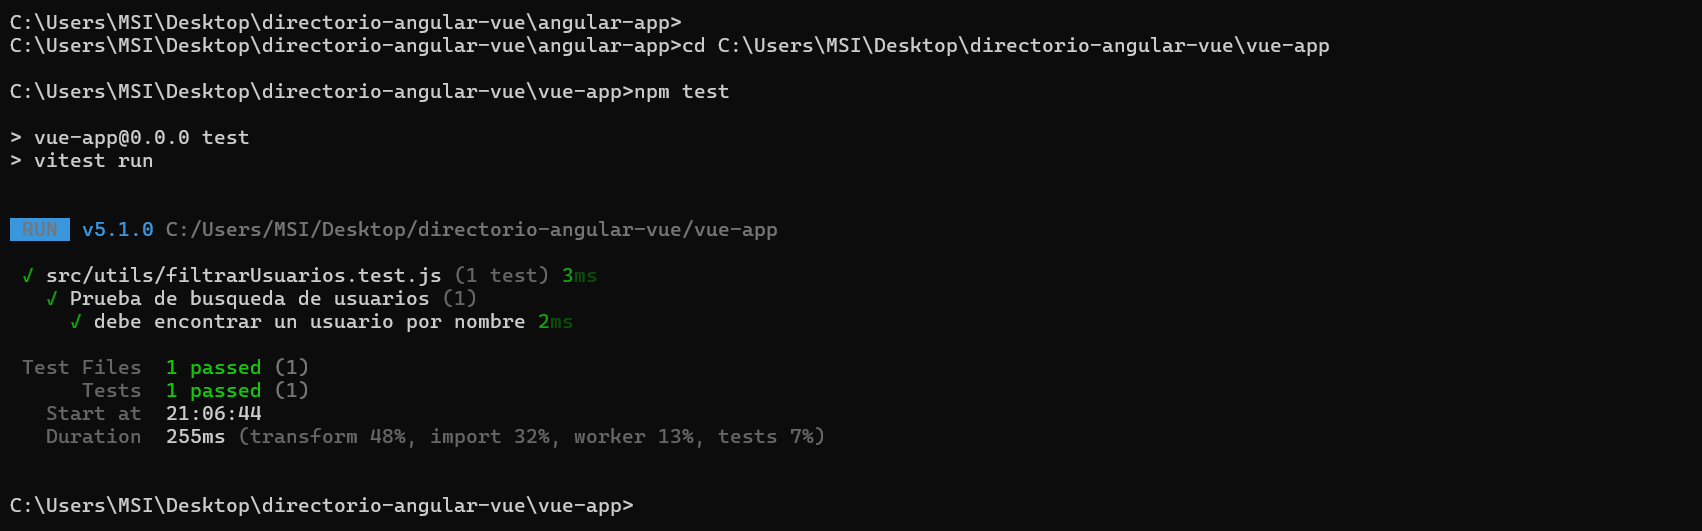 C:\Users\MSI\Desktop\directorio-angular-vue\angular-app>
C:\Users\MSI\Desktop\directorio-angular-vue\angular-app>cd C:\Users\MSI\Desktop\directorio-angular-vue\vue-app
C:\Users\MSI\Desktop\directorio-angular-vue\vue-app>npm test
> vue-app@0.0.0 test
> vitest run
RUN v5.1.0 C:/Users/MSI/Desktop/directorio-angular-vue/vue-app
✓ src/utils/filtrarUsuarios.test.js (1 test) 3ms
✓ Prueba de busqueda de usuarios (1)
✓ debe encontrar un usuario por nombre 2ms
Test Files 1 passed (1)
Tests 1 passed (1)
Start at 21:06:44
Duration 255ms (transform 48%, import 32%, worker 13%, tests 7%)
C:\Users\MSI\Desktop\directorio-angular-vue\vue-app>